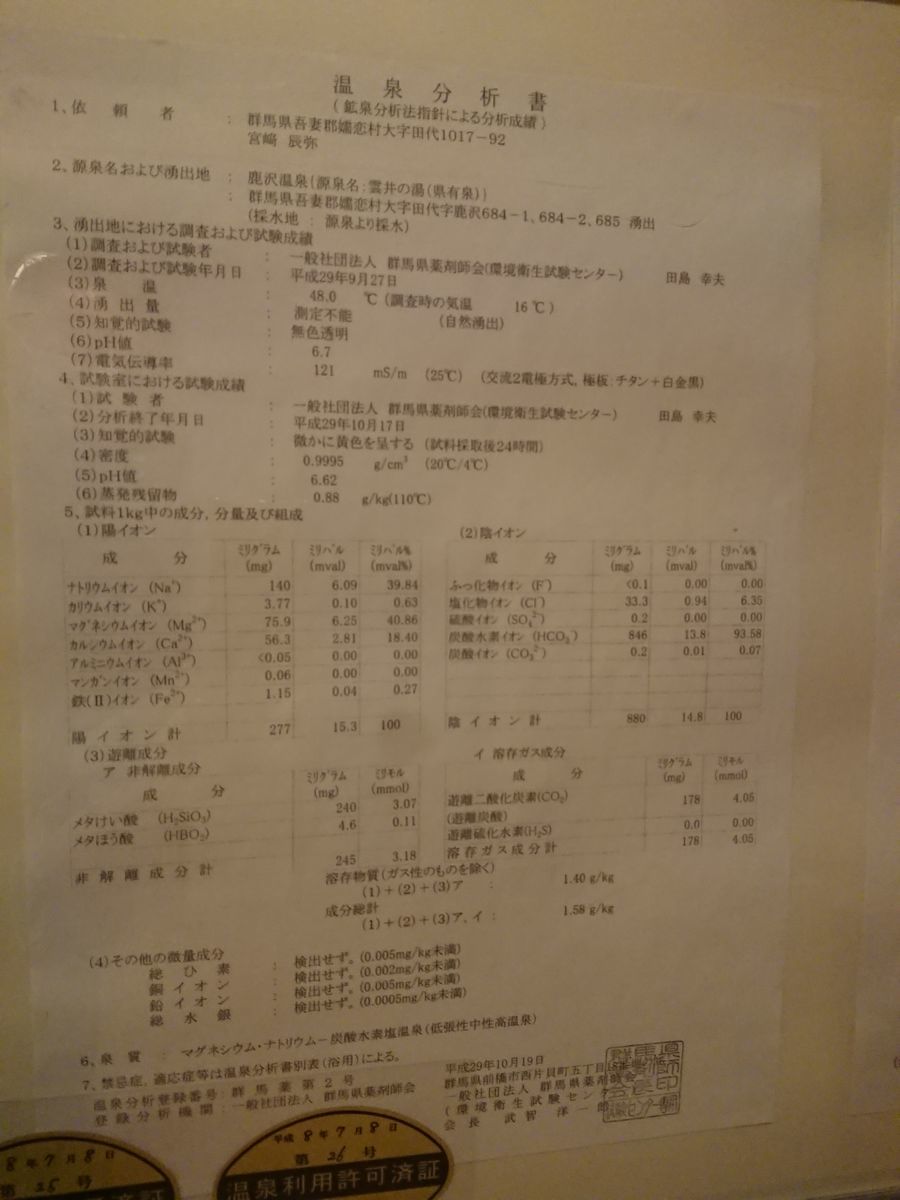 温泉分析書
(鉱泉分析法指針による分析成績)
1、依頼者 : 群馬県吾妻郡嬬恋村大字田代1017-92
宮﨑 辰弥
2、源泉名および湧出地 : 鹿沢温泉{源泉名:雲井の湯(県有泉)}
: 群馬県吾妻郡嬬恋村大字田代字鹿沢684-1、684-2、685 湧出
(採水地 : 源泉より採水)
3、湧出地における調査および試験成績
(1)調査および試験者 : 一般社団法人 群馬県薬剤師会(環境衛生試験センター) 田島 幸夫
(2)調査および試験年月日 : 平成29年9月27日
(3)泉温 : 48.0 ℃(調査時の気温 16℃)
(4)湧出量 : 測定不能 (自然湧出)
(5)知覚的試験 : 無色透明
(6)pH値 : 6.7
(7)電気伝導率 : 121 mS/m (25℃) (交流2電極方式, 極板:チタン+白金黒)
4、試験室における試験成績
(1)試験者 : 一般社団法人 群馬県薬剤師会(環境衛生試験センター) 田島 幸夫
(2)分析終了年月日 : 平成29年10月17日
(3)知覚的試験 : 微かに黄色を呈する (試料採取後24時間)
(4)密度 : 0.9995 g/cm³ (20℃/4℃)
(5)pH値 : 6.62
(6)蒸発残留物 : 0.88 g/kg(110℃)
5、試料1kg中の成分, 分量及び組成
(1)陽イオン
成分 ミリグラム(mg) ミリバル(mval) ミリバル%(mval%)
ナトリウムイオン (Na⁺) 140 6.09 39.84
カリウムイオン (K⁺) 3.77 0.10 0.63
マグネシウムイオン (Mg²⁺) 75.9 6.25 40.86
カルシウムイオン (Ca²⁺) 56.3 2.81 18.40
アルミニウムイオン (Al³⁺) <0.05 0.00 0.00
マンガンイオン (Mn²⁺) 0.06 0.00 0.00
鉄(Ⅱ)イオン (Fe²⁺) 1.15 0.04 0.27
陽イオン計 277 15.3 100
(2)陰イオン
成分 ミリグラム(mg) ミリバル(mval) ミリバル%(mval%)
ふっ化物イオン (F⁻) <0.1 0.00 0.00
塩化物イオン (Cl⁻) 33.3 0.94 6.35
硫酸イオン (SO₄²⁻) 0.2 0.00 0.00
炭酸水素イオン (HCO₃⁻) 846 13.8 93.58
炭酸イオン (CO₃²⁻) 0.2 0.01 0.07
陰イオン計 880 14.8 100
(3)遊離成分
ア 非解離成分
成分 ミリグラム(mg) ミリモル(mmol)
メタけい酸 (H₂SiO₃) 240 3.07
メタほう酸 (HBO₂) 4.6 0.11
非解離成分計 245 3.18
イ 溶存ガス成分
成分 ミリグラム(mg) ミリモル(mmol)
遊離二酸化炭素(CO₂) 178 4.05
(遊離炭酸)
遊離硫化水素(H₂S) 0.0 0.00
溶存ガス成分計 178 4.05
溶存物質(ガス性のものを除く)
(1)+(2)+(3)ア : 1.40 g/kg
成分総計
(1)+(2)+(3)ア、イ : 1.58 g/kg
(4)その他の微量成分
総ひ素 : 検出せず。(0.005mg/kg未満)
銅イオン : 検出せず。(0.002mg/kg未満)
鉛イオン : 検出せず。(0.005mg/kg未満)
総水銀 : 検出せず。(0.0005mg/kg未満)
6、泉質 : マグネシウム・ナトリウムー炭酸水素塩温泉(低張性中性高温泉)
7、禁忌症, 適応症等は温泉分析書別表(浴用)による。
温泉分析登録番号:群馬薬第2号
登録分析機関:一般社団法人 群馬県薬剤師会
平成29年10月19日
群馬県前橋市西片貝町五丁目
一般社団法人 群馬県薬剤師会
(環境衛生試験センター
会長 武智 洋一郎
8年7月8日
第25号
済証
平成8年7月8日
第26号
温泉利用許可済証